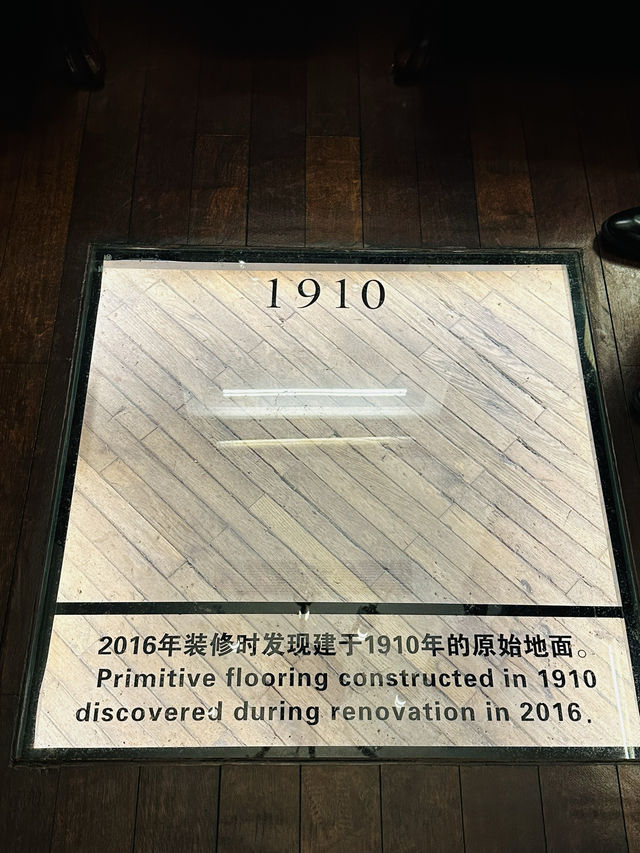 1910
2016年装修时发现建于1910年的原始地面。
Primitive flooring constructed in 1910
discovered during renovation in 2016.